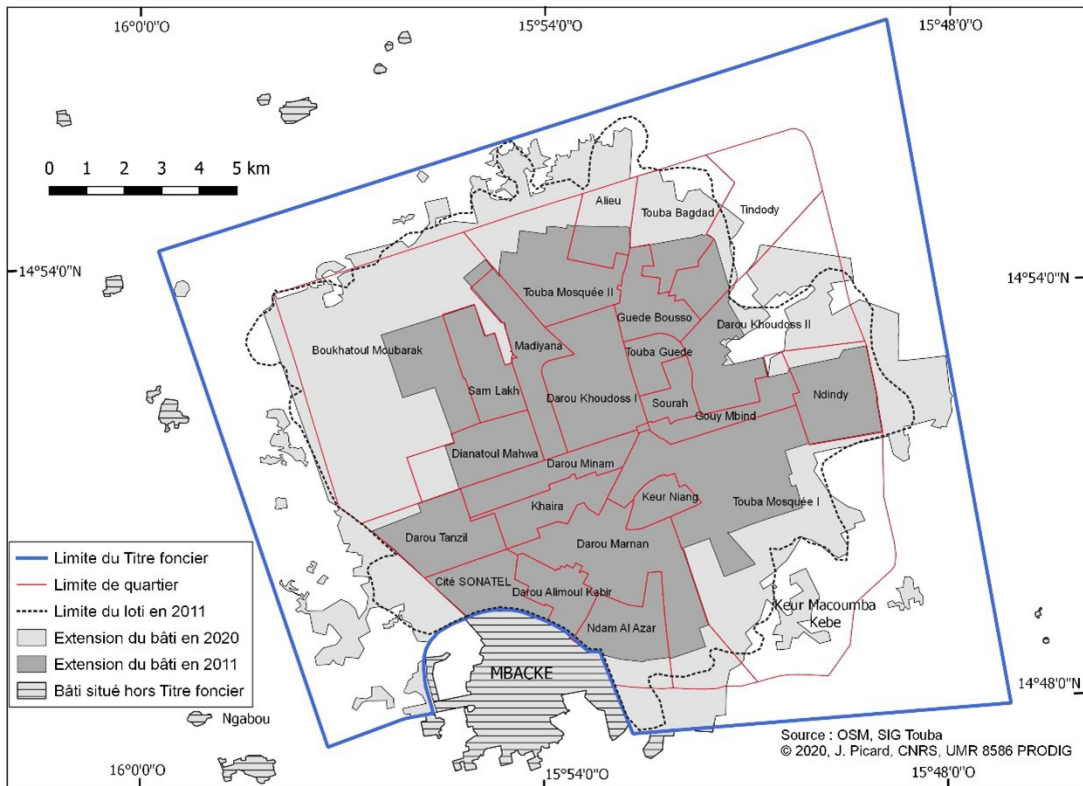 16°0'0"O
15°54'0"O
15°48'0"O
0 1 2 3 4 5 km
14°54'0"N
14°54'0"N
Alieu
Touba Bagdad
Tindody
Touba Mosquée II
Guede Bousso
Darou Khoudoss II
Boukhatoul Moubarak
Madiyana
Touba Guede
Sam Lakh
Darou Khoudoss I
Sourah
Gouy Mbind
Ndindy
Dianatoul Mahwa
Darou Minam
Khaira
Keur Niang
Touba Mosquée I
Darou Tanzil
Darou Marnan
Cité SONATEL
Darou Alimoul Kabir
Ndam Al Azar
Keur Macoumba
Kebe
MBACKE
14°48'0"N
Limite du Titre foncier
Limite de quartier
Limite du loti en 2011
Extension du bâti en 2020
Extension du bâti en 2011
Bâti situé hors Titre foncier
Ngabou
Source : OSM, SIG Touba
© 2020, J. Picard, CNRS, UMR 8586 PRODIG
16°0'0"O
15°54'0"O
15°48'0"O